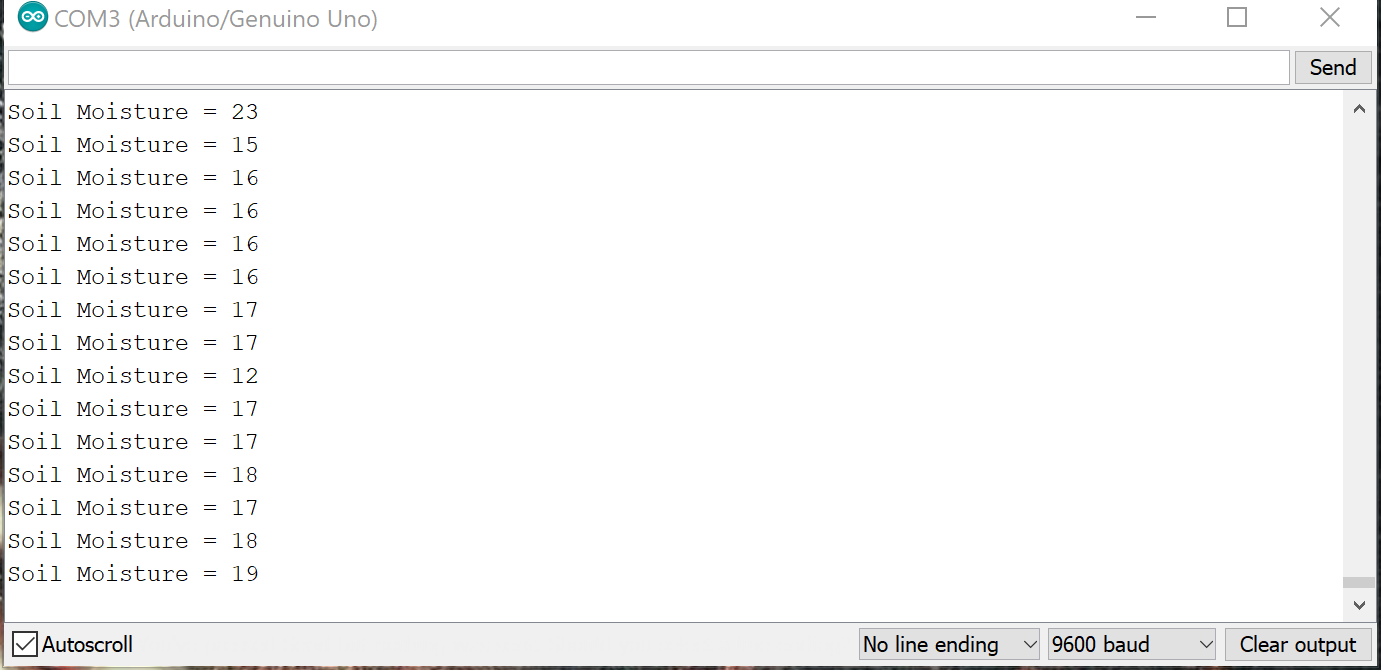 COM3 (Arduino/Genuino Uno)
Send
Soil Moisture = 23
Soil Moisture = 15
Soil Moisture = 16
Soil Moisture = 16
Soil Moisture = 16
Soil Moisture = 16
Soil Moisture = 17
Soil Moisture = 17
Soil Moisture = 12
Soil Moisture = 17
Soil Moisture = 17
Soil Moisture = 18
Soil Moisture = 17
Soil Moisture = 18
Soil Moisture = 19
Autoscroll No line ending 9600 baud Clear output